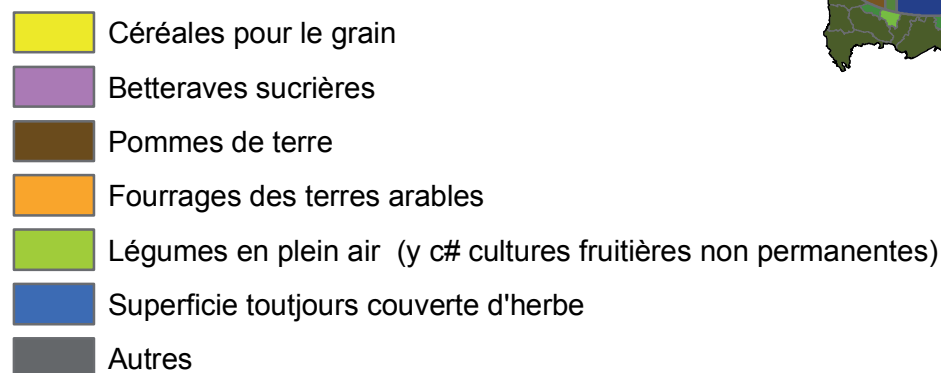 Céréales pour le grain
Betteraves sucrières
Pommes de terre
Fourrages des terres arables
Légumes en plein air  (y c# cultures fruitières non permanentes)
Superficie toutjours couverte d'herbe
Autres